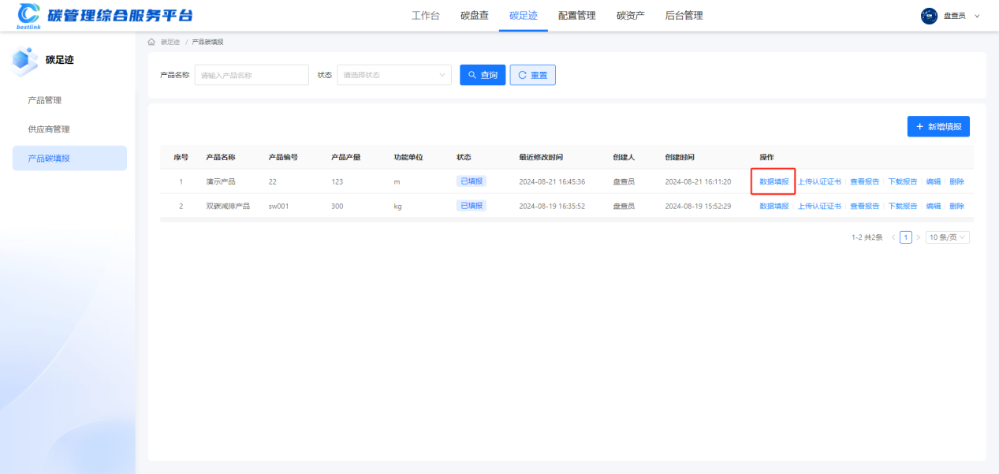 碳管理综合服务平台
bestlink
工作台 碳盘查 碳足迹 配置管理 碳资产 后台管理
盘查员
碳足迹 / 产品碳填报
碳足迹
产品管理
供应商管理
产品碳填报
产品名称 请输入产品名称 状态 请选择状态 查询 重置
+ 新增填报
序号 产品名称 产品编号 产品产量 功能单位 状态 最近修改时间 创建人 创建时间 操作
1 演示产品 22 123 m 已填报 2024-08-21 16:45:36 盘查员 2024-08-21 16:11:20 数据填报 上传认证证书 查看报告 下载报告 编辑 删除
2 双碳减排产品 sw001 300 kg 已填报 2024-08-19 16:35:52 盘查员 2024-08-19 15:52:29 数据填报 上传认证证书 查看报告 下载报告 编辑 删除
1-2 共2条 < 1 > 10 条/页